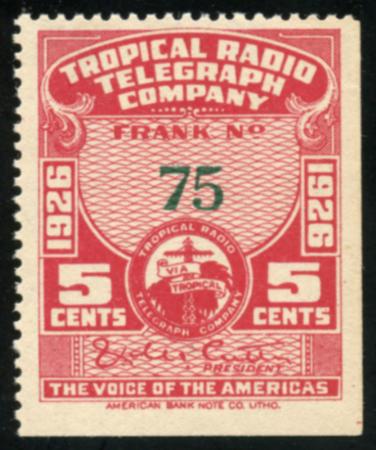 TROPICAL RADIO
TELEGRAPH
COMPANY
FRANK No
75
1926
1926
TROPICAL RADIO
VIA
TROPICAL
TELEGRAPH COMPANY
5
CENTS
5
CENTS
PRESIDENT
THE VOICE OF THE AMERICAS
AMERICAN BANK NOTE CO. LITHO.